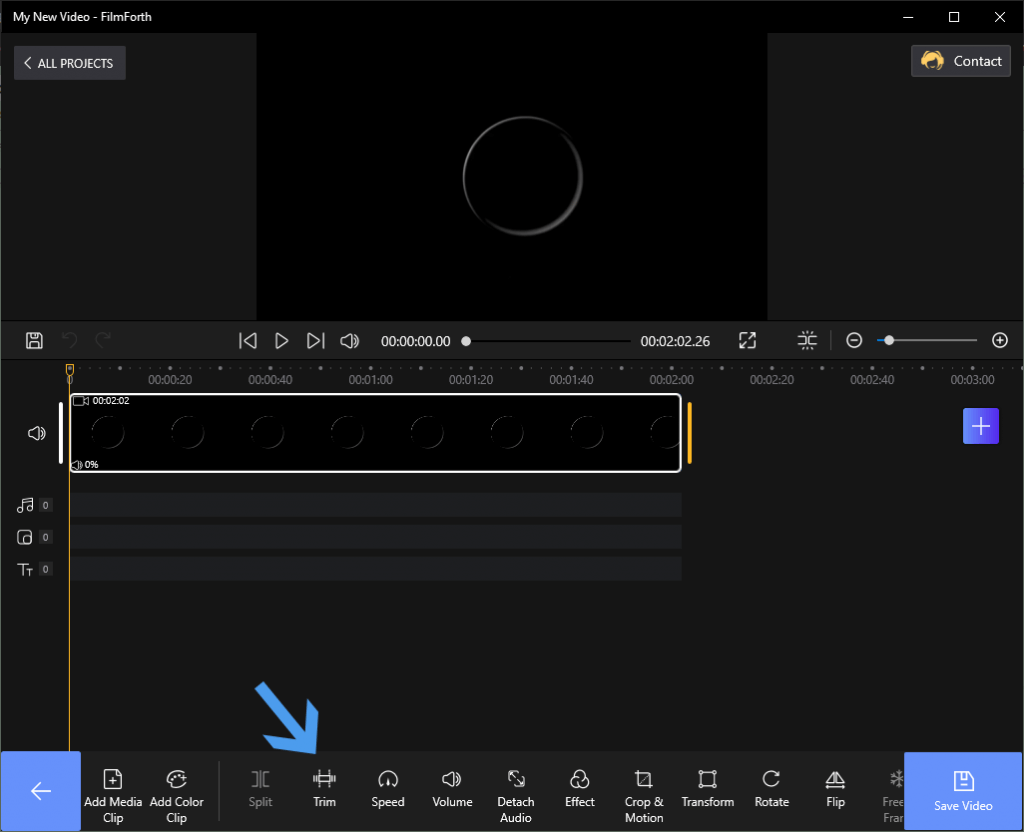 My New Video - FilmForth
ALL PROJECTS
Contact
00:00:00.00
00:02:02.26
0
00:00:20
00:00:40
00:01:00
00:01:20
00:01:40
00:02:00
00:02:20
00:02:40
00:03:00
00:02:02
0%
0
0
TT 0
Add Media
Clip
Add Color
Clip
Split
Trim
Speed
Volume
Detach
Audio
Effect
Crop &
Motion
Transform
Rotate
Flip
Free
Fran
Save Video